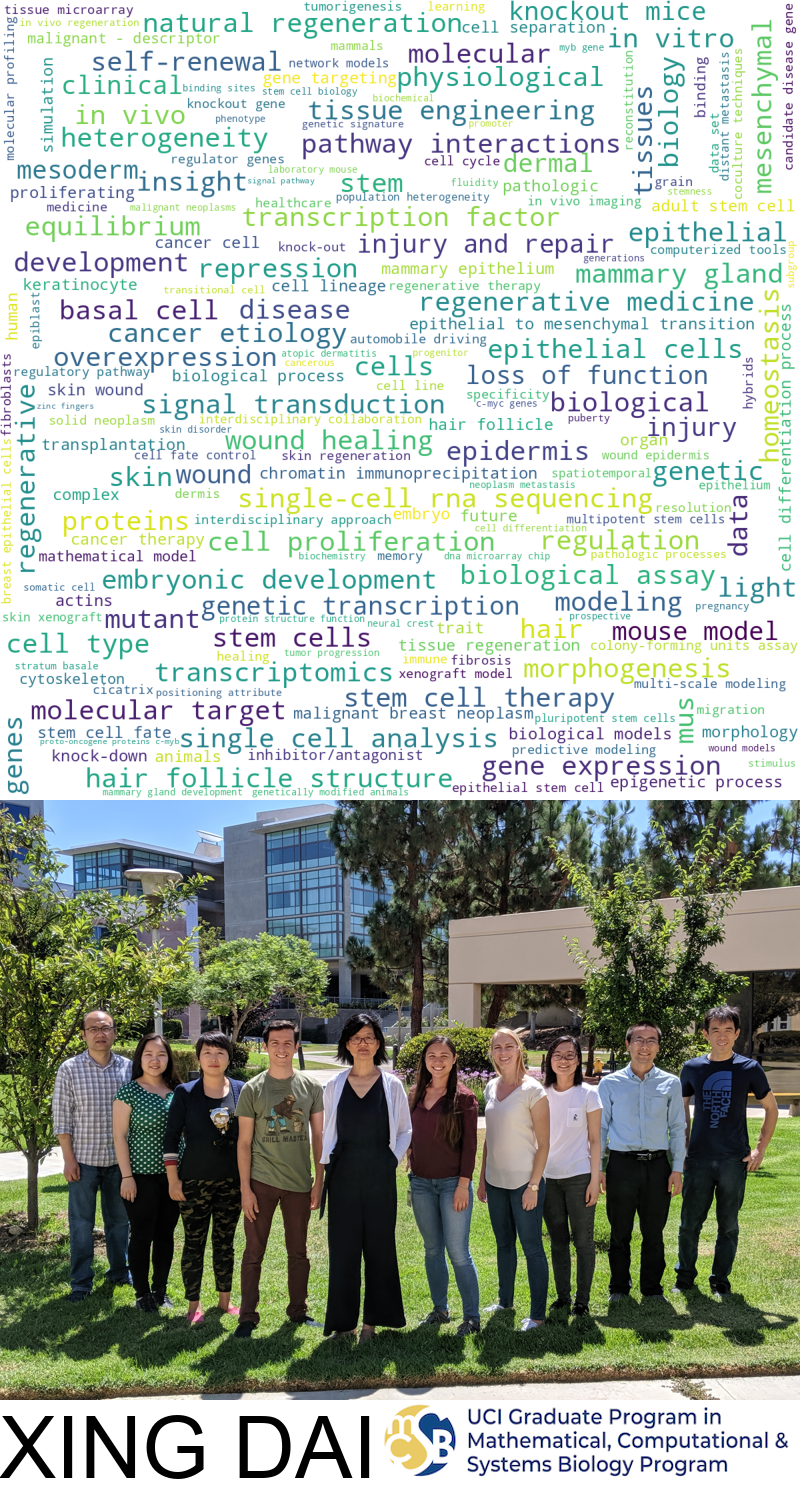 tissue microarray
tumorigenesis
learning
knockout mice
candidate disease gene
in vivo regeneration
natural regeneration
cell separation
in vitro
molecular profiling
malignant - descriptor
mammals
molecular
myb gene
mesenchymal
self-renewal
network models
simulation
clinical
binding sites
gene targeting
physiological
stem cell biology
reconstitution
tissues
biology
binding
data set
distant metastasis
coculture techniques
in vivo
knockout gene
biochemical
phenotype
tissue engineering
genetic signature
promoter
heterogeneity
pathway interactions
regulator genes
cell cycle
dermal
mesoderm
insight
laboratory mouse
signal pathway
stem
fluidity
pathologic
grain
stemness
proliferating
population heterogeneity
healthcare
in vivo imaging
adult stem cell
medicine
malignant neoplasms
equilibrium
transcription factor
epithelial
cancer cell
knock-out
injury and repair
computerized tools
generations
subgroup
development
repression
mammary epithelium
mammary gland
keratinocyte
transitional cell
cell lineage
regenerative therapy
human
epiblast
basal cell
disease
regenerative medicine
homeostasis
cell differentiation process
cancer etiology
epithelial to mesenchymal transition
automobile driving
overexpression
atopic dermatitis
progenitor
cancerous
cells
epithelial cells
fibroblasts
regulatory pathway
biological process
cell line
loss of function
hybrids
regenerative
skin wound
specificity
zinc fingers
signal transduction
c-myc genes
biological
puberty
solid neoplasm
interdisciplinary collaboration
hair follicle
injury
skin disorder
transplantation
wound healing
organ
breast epithelial cells
cell fate control
skin regeneration
epidermis
wound epidermis
skin
wound
chromatin immunoprecipitation
spatiotemporal
genetic
complex
dermis
neoplasm metastasis
epithelium
single-cell rna sequencing
resolution
data
proteins
interdisciplinary approach
embryo
future
multipotent stem cells
cancer therapy
cell proliferation
cell differentiation
regulation
mathematical model
biochemistry
memory
dna microarray chip
pathologic processes
somatic cell
embryonic development
biological assay
light
actins
genetic transcription
modeling
pregnancy
skin xenograft
mutant
protein structure function
neural crest
trait
prospective
hair
mouse model
cell type
stem cells
tissue regeneration
colony-forming units assay
stratum basale
healing
tumor progression
immune
fibrosis
cytoskeleton
transcriptomics
xenograft model
morphogenesis
cicatrix
positioning attribute
stem cell therapy
multi-scale modeling
molecular target
malignant breast neoplasm
pluripotent stem cells
mus
migration
genes
stem cell fate
proto-oncogene proteins c-myb
single cell analysis
biological models
morphology
knock-down
animals
inhibitor/antagonist
predictive modeling
wound models
gene expression
stimulus
hair follicle structure
epithelial stem cell
epigenetic process
mammary gland development
genetically modified animals
GRILL MASTER
THE
NORTH
FACE
XING DAI
mCSB
UCI Graduate Program in
Mathematical, Computational &
Systems Biology Program